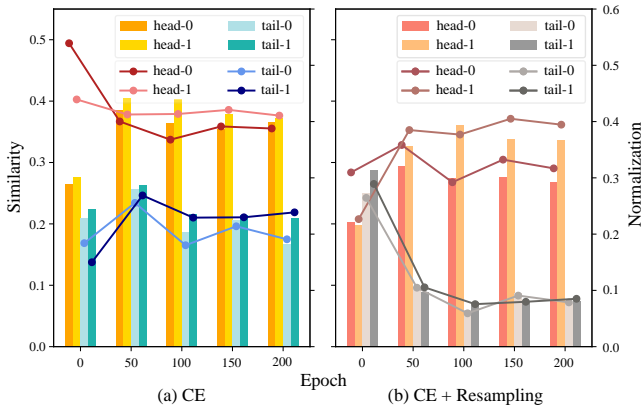 head-0 tail-0
head-1 tail-1
head-0 tail-0
head-1 tail-1
head-0 tail-0
head-1 tail-1
head-0 tail-0
head-1 tail-1
Similarity
0.5
0.4
0.3
0.2
0.1
0.0
Normalization
0.6
0.5
0.4
0.3
0.2
0.1
0.0
0 50 100 150 200
0 50 100 150 200
Epoch
(a) CE
(b) CE + Resampling